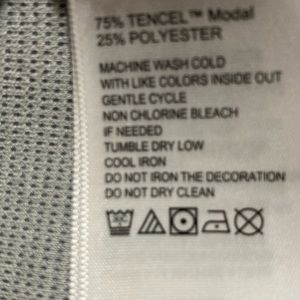 75% TENCEL™ Modal
25% POLYESTER
MACHINE WASH COLD
WITH LIKE COLORS INSIDE OUT
GENTLE CYCLE
NON CHLORINE BLEACH
IF NEEDED
TUMBLE DRY LOW
COOL IRON
DO NOT IRON THE DECORATION
DO NOT DRY CLEAN